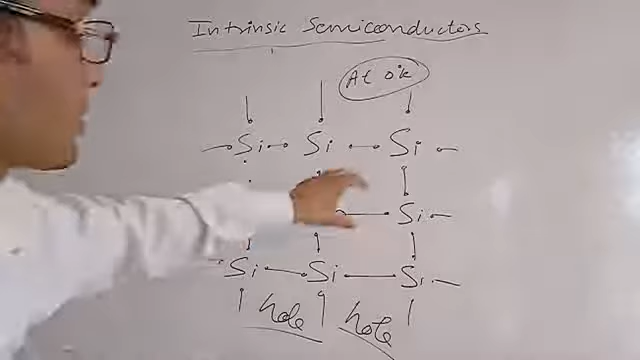 Intrinsic Semiconductors
At 0°k
Si Si Si
Si
Si Si Si
hole hole